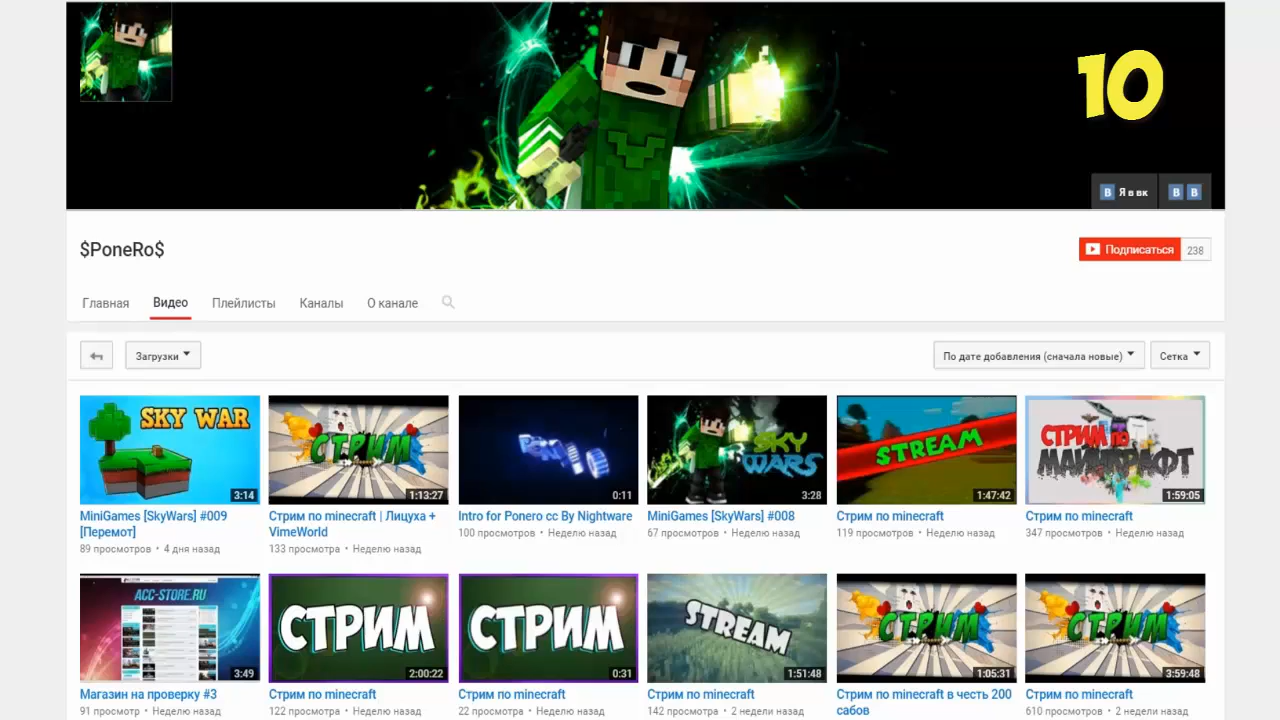 10
В Я в вк В В
$PoneRo$
Подписаться 238
Главная Видео Плейлисты Каналы О канале
Загрузки По дате добавления (сначала новые) Сетка
SKY WAR
3:14
СТРИМ
1:13:27
0:11
SKY WARS
3:28
STREAM
1:47:42
СТРИМ по МАЙНКРАФТ
1:59:05
MiniGames [SkyWars] #009 [Перемот]
89 просмотров • 4 дня назад
Стрим по minecraft | Лицуха + VimeWorld
133 просмотра • Неделю назад
Intro for Ponero cc By Nightware
100 просмотров • Неделю назад
MiniGames [SkyWars] #008
67 просмотров • Неделю назад
Стрим по minecraft
119 просмотров • Неделю назад
Стрим по minecraft
347 просмотров • Неделю назад
ACC-STORE.RU
3:49
СТРИМ
2:00:22
СТРИМ
0:31
STREAM
1:51:48
СТРИМ
1:05:31
СТРИМ
3:59:48
Магазин на проверку #3
91 просмотр • Неделю назад
Стрим по minecraft
122 просмотра • Неделю назад
Стрим по minecraft
22 просмотра • Неделю назад
Стрим по minecraft
142 просмотра • 2 недели назад
Стрим по minecraft в честь 200 сабов
Стрим по minecraft
610 просмотров • 2 недели назад